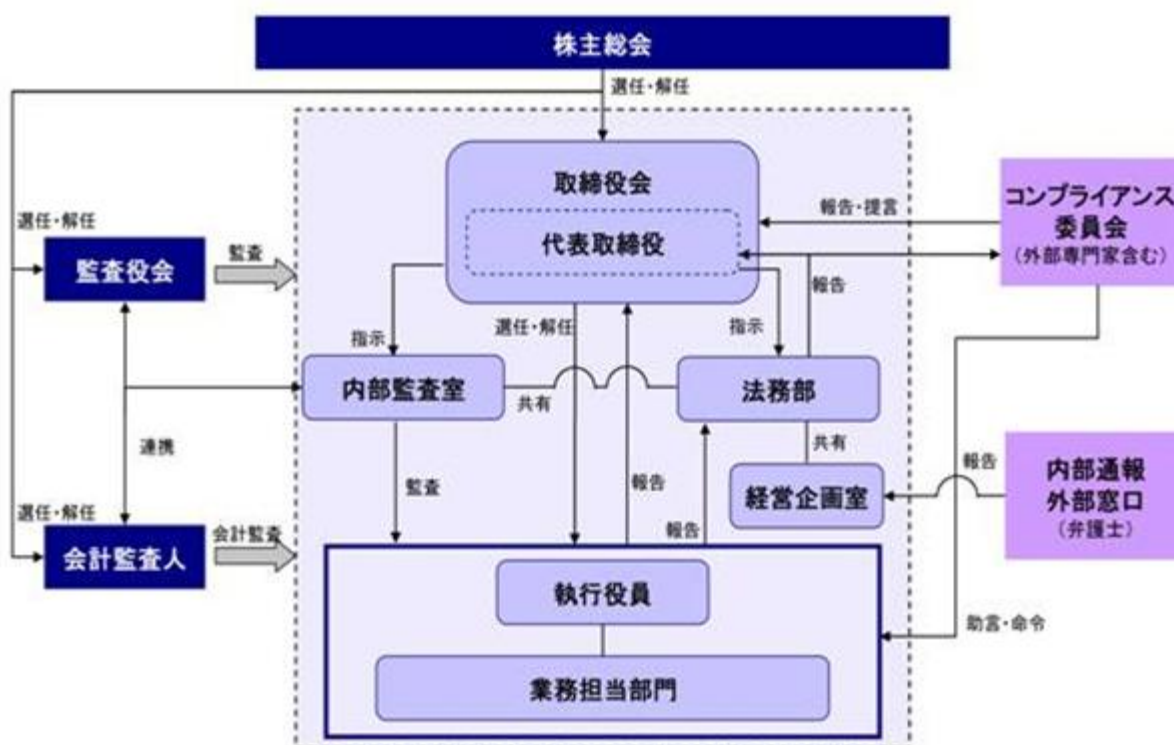 株主総会
選任・解任
取締役会
代表取締役
報告・提言
コンプライアンス
委員会
(外部専門家含む)
選任・解任
監査役会
監査
報告
指示
選任・解任
指示
内部監査室
共有
法務部
連携
監査
報告
報告
共有
経営企画室
報告
内部通報
外部窓口
(弁護士)
選任・解任
会計監査人
会計監査
執行役員
助言・命令
業務担当部門